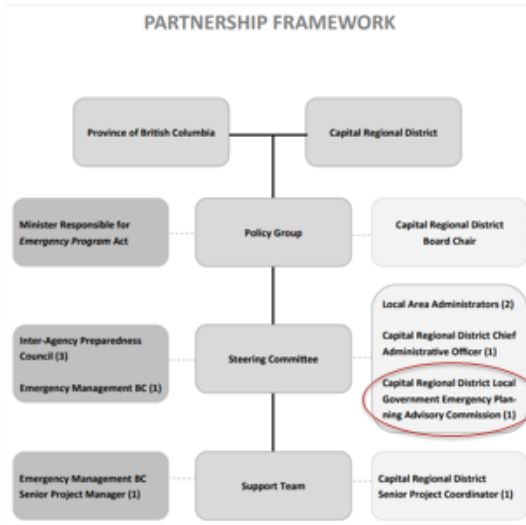 PARTNERSHIP FRAMEWORK
Province of British Columbia
Capital Regional District
Minister Responsible for
Emergency Program Act
Policy Group
Capital Regional District
Board Chair
Inter-Agency Preparedness
Council (3)
Emergency Management BC (1)
Steering Committee
Local Area Administrators (2)
Capital Regional District Chief
Administrative Officer (1)
Capital Regional District Local
Government Emergency Plan-
ning Advisory Commission (1)
Emergency Management BC
Senior Project Manager (1)
Support Team
Capital Regional District
Senior Project Coordinator (1)